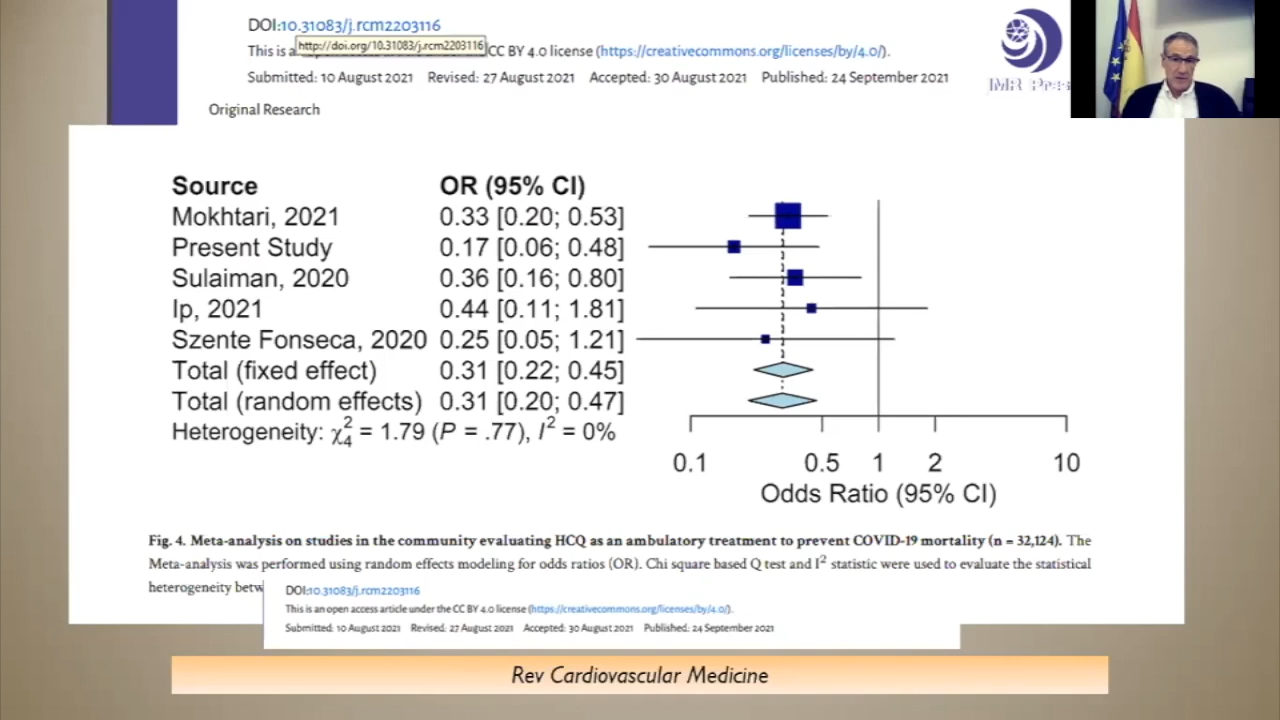 DOI:10.31083/j.rcm2203116
http://doi.org/10.31083/j.rcm2203116
This is a CC BY 4.0 license (https://creativecommons.org/licenses/by/4.0/).
Submitted: 10 August 2021 Revised: 27 August 2021 Accepted: 30 August 2021 Published: 24 September 2021
IMR Press
Original Research
Source OR (95% CI)
Mokhtari, 2021 0.33 [0.20; 0.53]
Present Study 0.17 [0.06; 0.48]
Sulaiman, 2020 0.36 [0.16; 0.80]
Ip, 2021 0.44 [0.11; 1.81]
Szente Fonseca, 2020 0.25 [0.05; 1.21]
Total (fixed effect) 0.31 [0.22; 0.45]
Total (random effects) 0.31 [0.20; 0.47]
Heterogeneity: χ²₄ = 1.79 (P = .77), I² = 0%
0.1 0.5 1 2 10
Odds Ratio (95% CI)
Fig. 4. Meta-analysis on studies in the community evaluating HCQ as an ambulatory treatment to prevent COVID-19 mortality (n = 32,124). The
Meta-analysis was performed using random effects modeling for odds ratios (OR). Chi square based Q test and I² statistic were used to evaluate the statistical
heterogeneity
DOI:10.31083/j.rcm2203116
This is an open access article under the CC BY 4.0 license (https://creativecommons.org/licenses/by/4.0/).
Submitted: 10 August 2021 Revised: 27 August 2021 Accepted: 30 August 2021 Published: 24 September 2021
Rev Cardiovascular Medicine